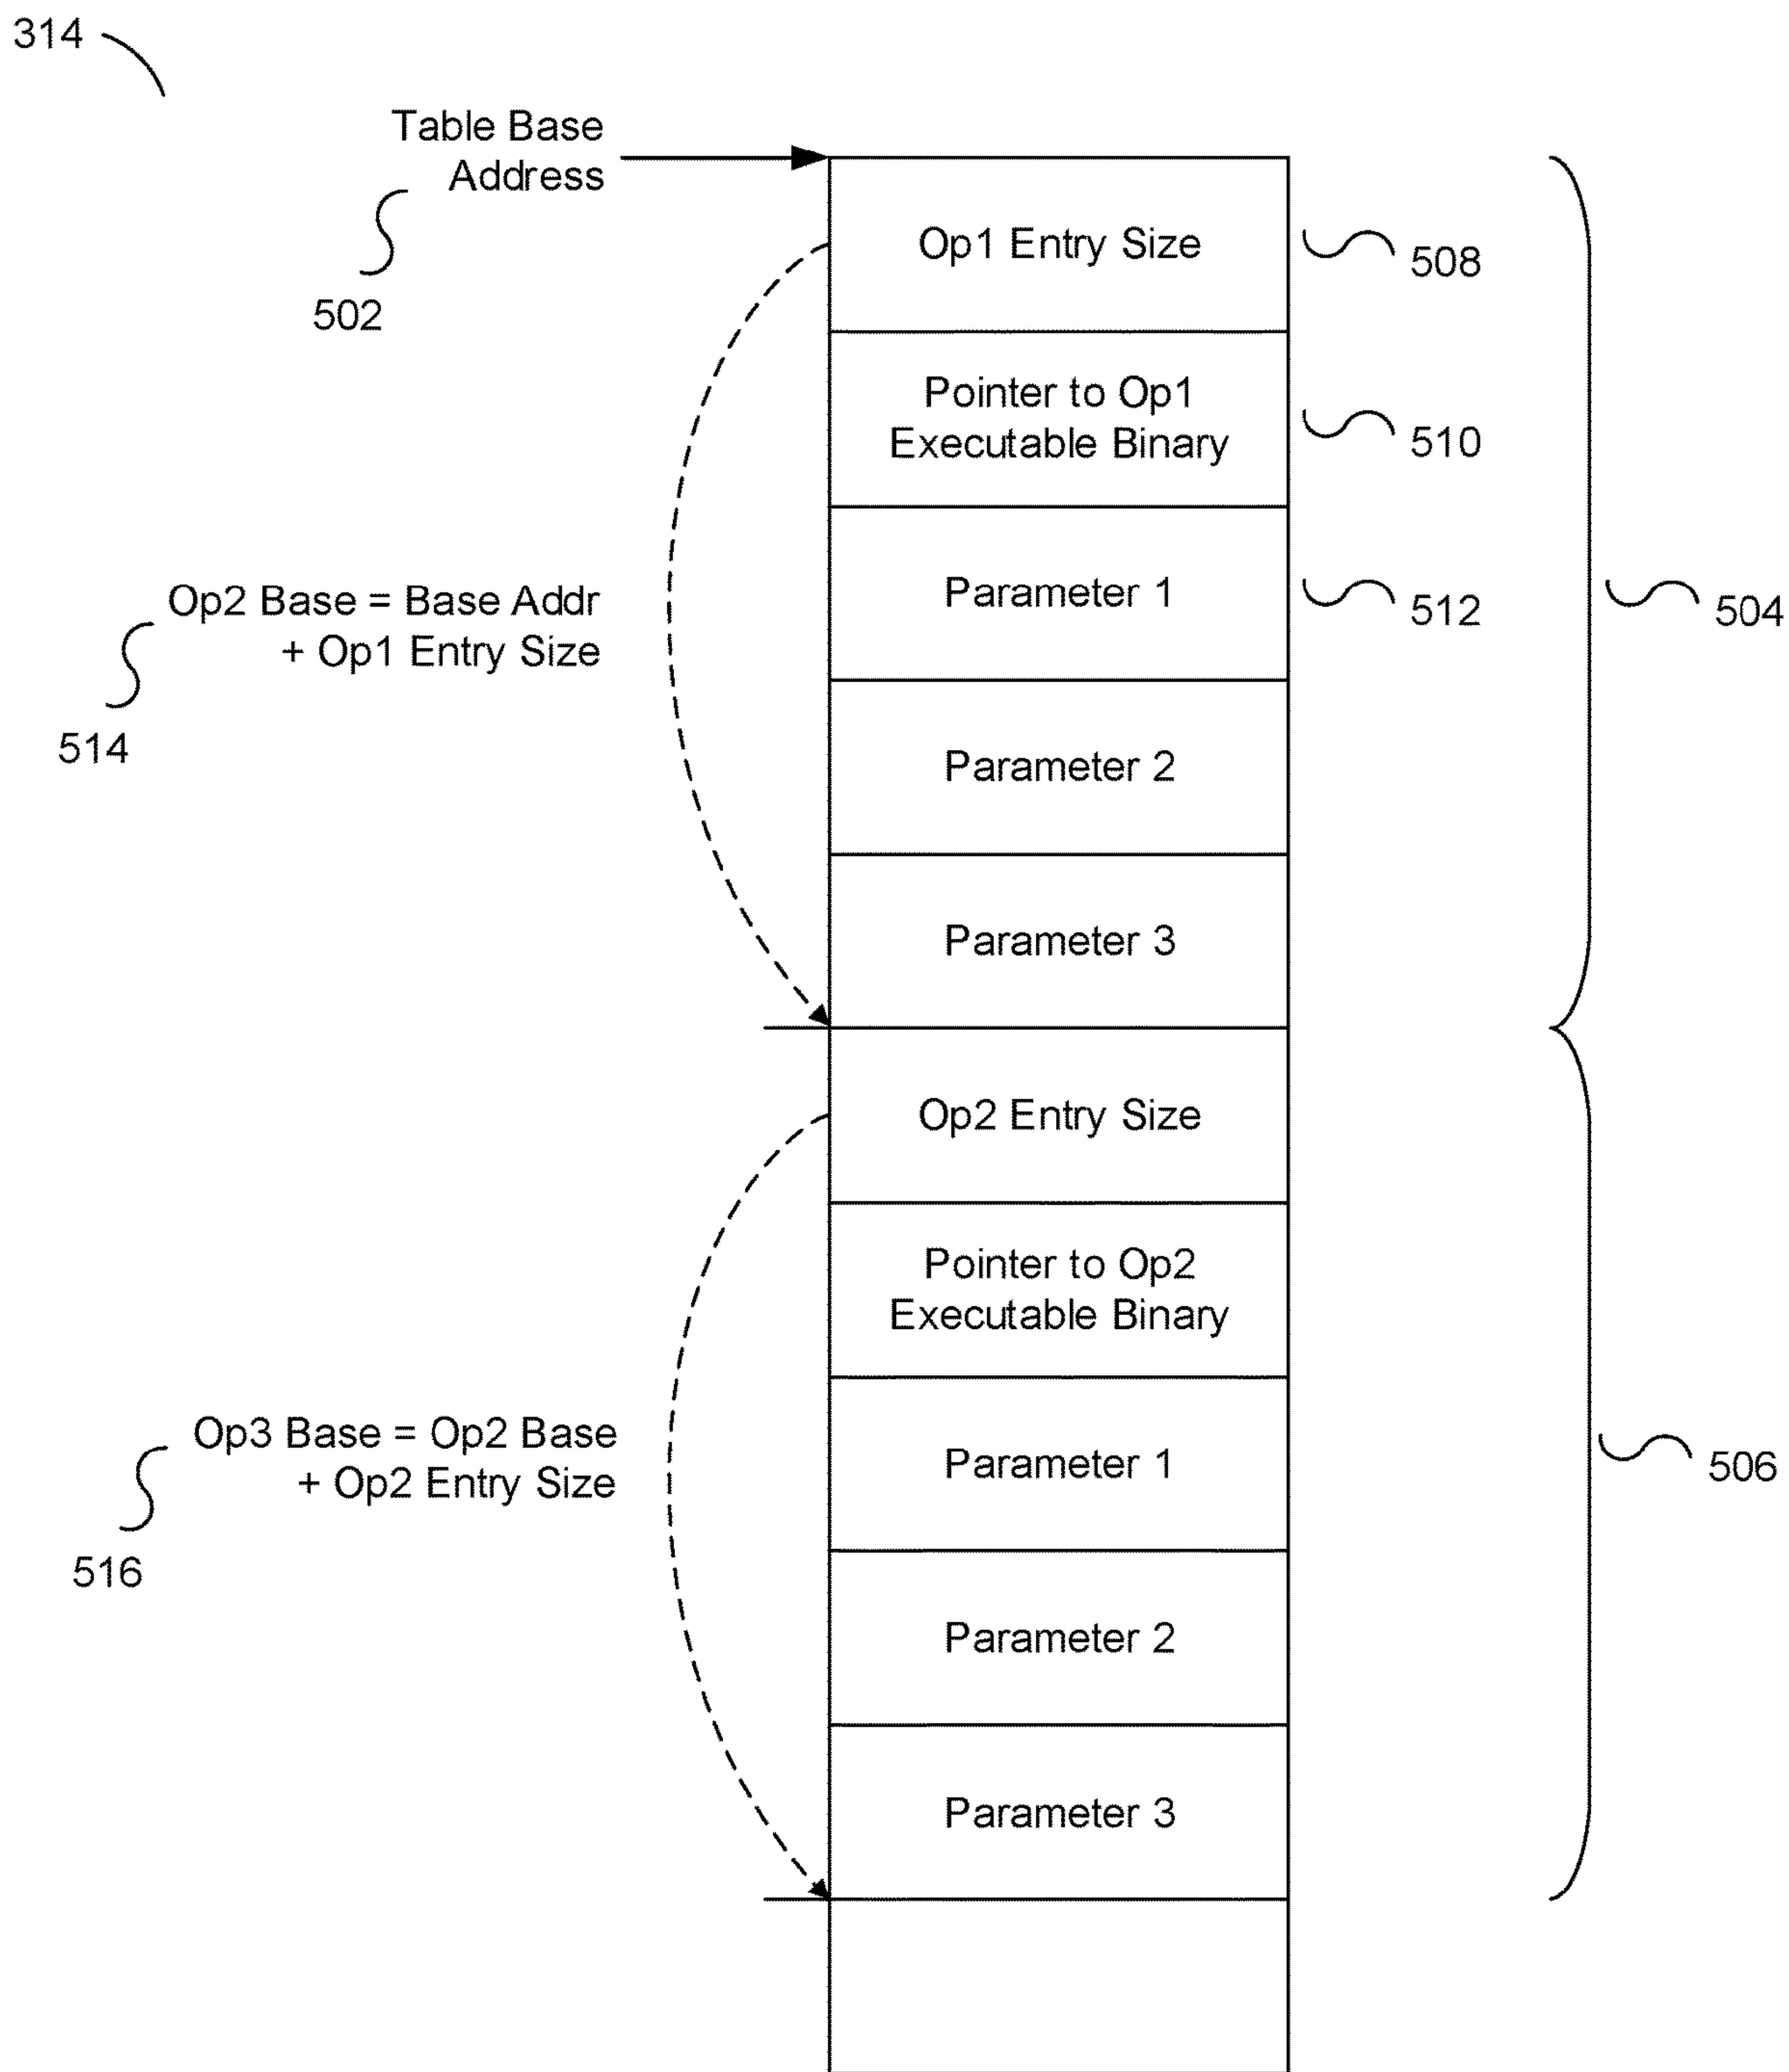 314
Table Base
Address
502
Op1 Entry Size
508
Pointer to Op1
Executable Binary
510
Op2 Base = Base Addr
+ Op1 Entry Size
514
Parameter 1
512
504
Parameter 2
Parameter 3
Op2 Entry Size
Pointer to Op2
Executable Binary
Op3 Base = Op2 Base
+ Op2 Entry Size
516
Parameter 1
506
Parameter 2
Parameter 3